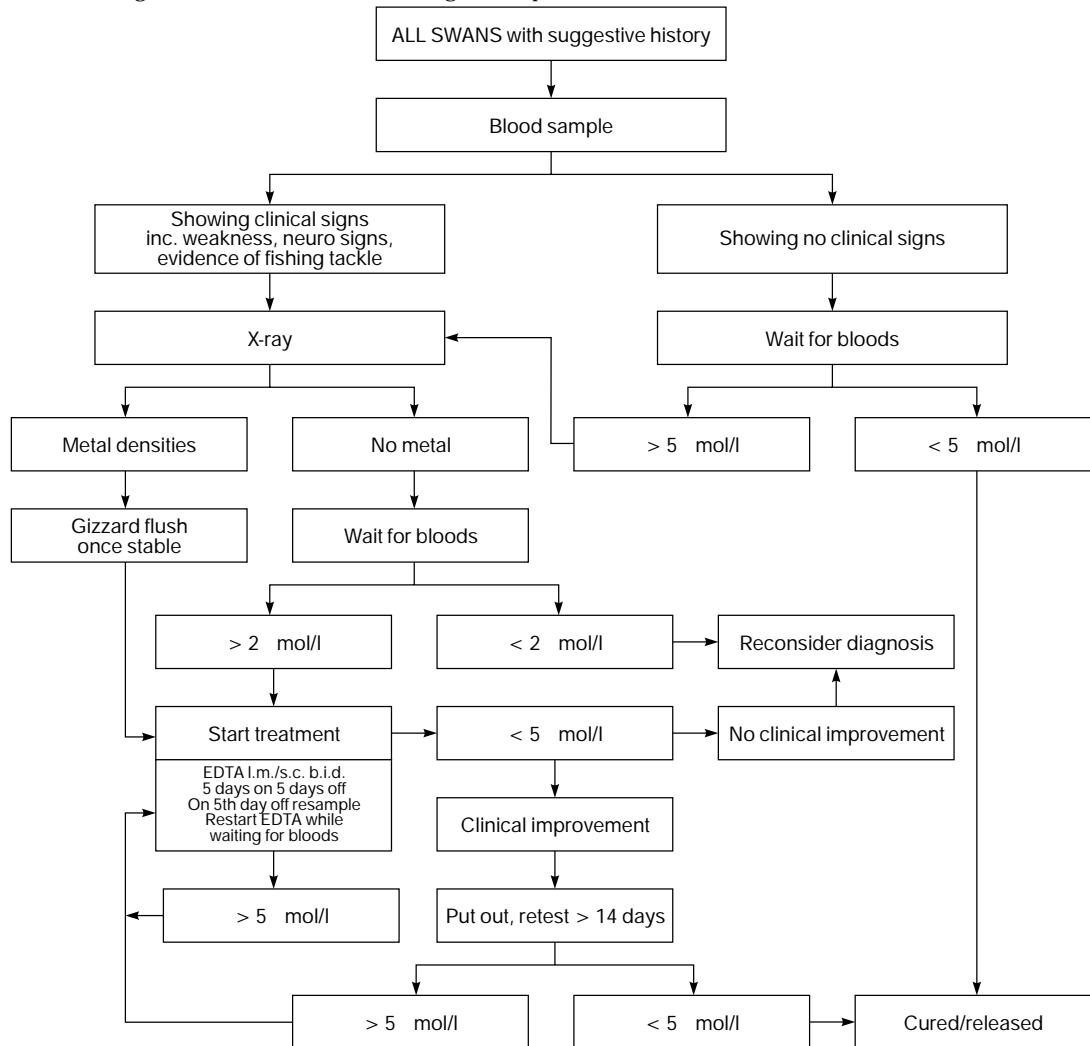 ALL SWANS with suggestive history
Blood sample
Showing clinical signs
inc. weakness, neuro signs,
evidence of fishing tackle
Showing no clinical signs
X-ray
Wait for bloods
Metal densities
No metal
> 5 mol/l
< 5 mol/l
Gizzard flush
once stable
Wait for bloods
> 2 mol/l
< 2 mol/l
Reconsider diagnosis
Start treatment
< 5 mol/l
No clinical improvement
EDTA I.m./s.c. b.i.d.
5 days on 5 days off
On 5th day off resample
Restart EDTA while
waiting for bloods
Clinical improvement
> 5 mol/l
Put out, retest > 14 days
> 5 mol/l
< 5 mol/l
Cured/released